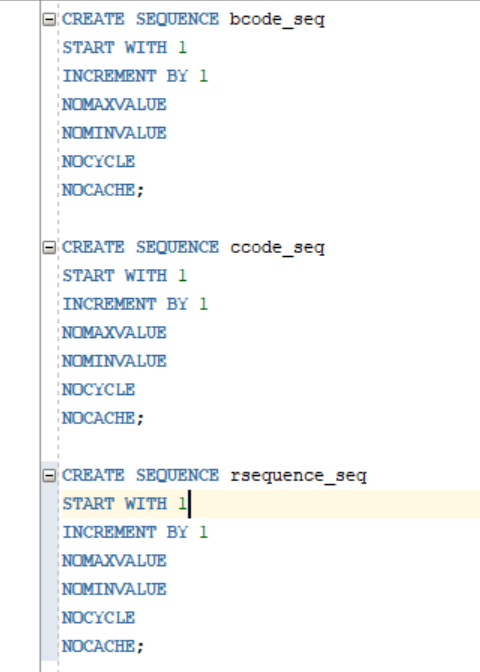 CREATE SEQUENCE bcode_seq
START WITH 1
INCREMENT BY 1
NOMAXVALUE
NOMINVALUE
NOCYCLE
NOCACHE;
CREATE SEQUENCE ccode_seq
START WITH 1
INCREMENT BY 1
NOMAXVALUE
NOMINVALUE
NOCYCLE
NOCACHE;
CREATE SEQUENCE rsequence_seq
START WITH 1
INCREMENT BY 1
NOMAXVALUE
NOMINVALUE
NOCYCLE
NOCACHE;